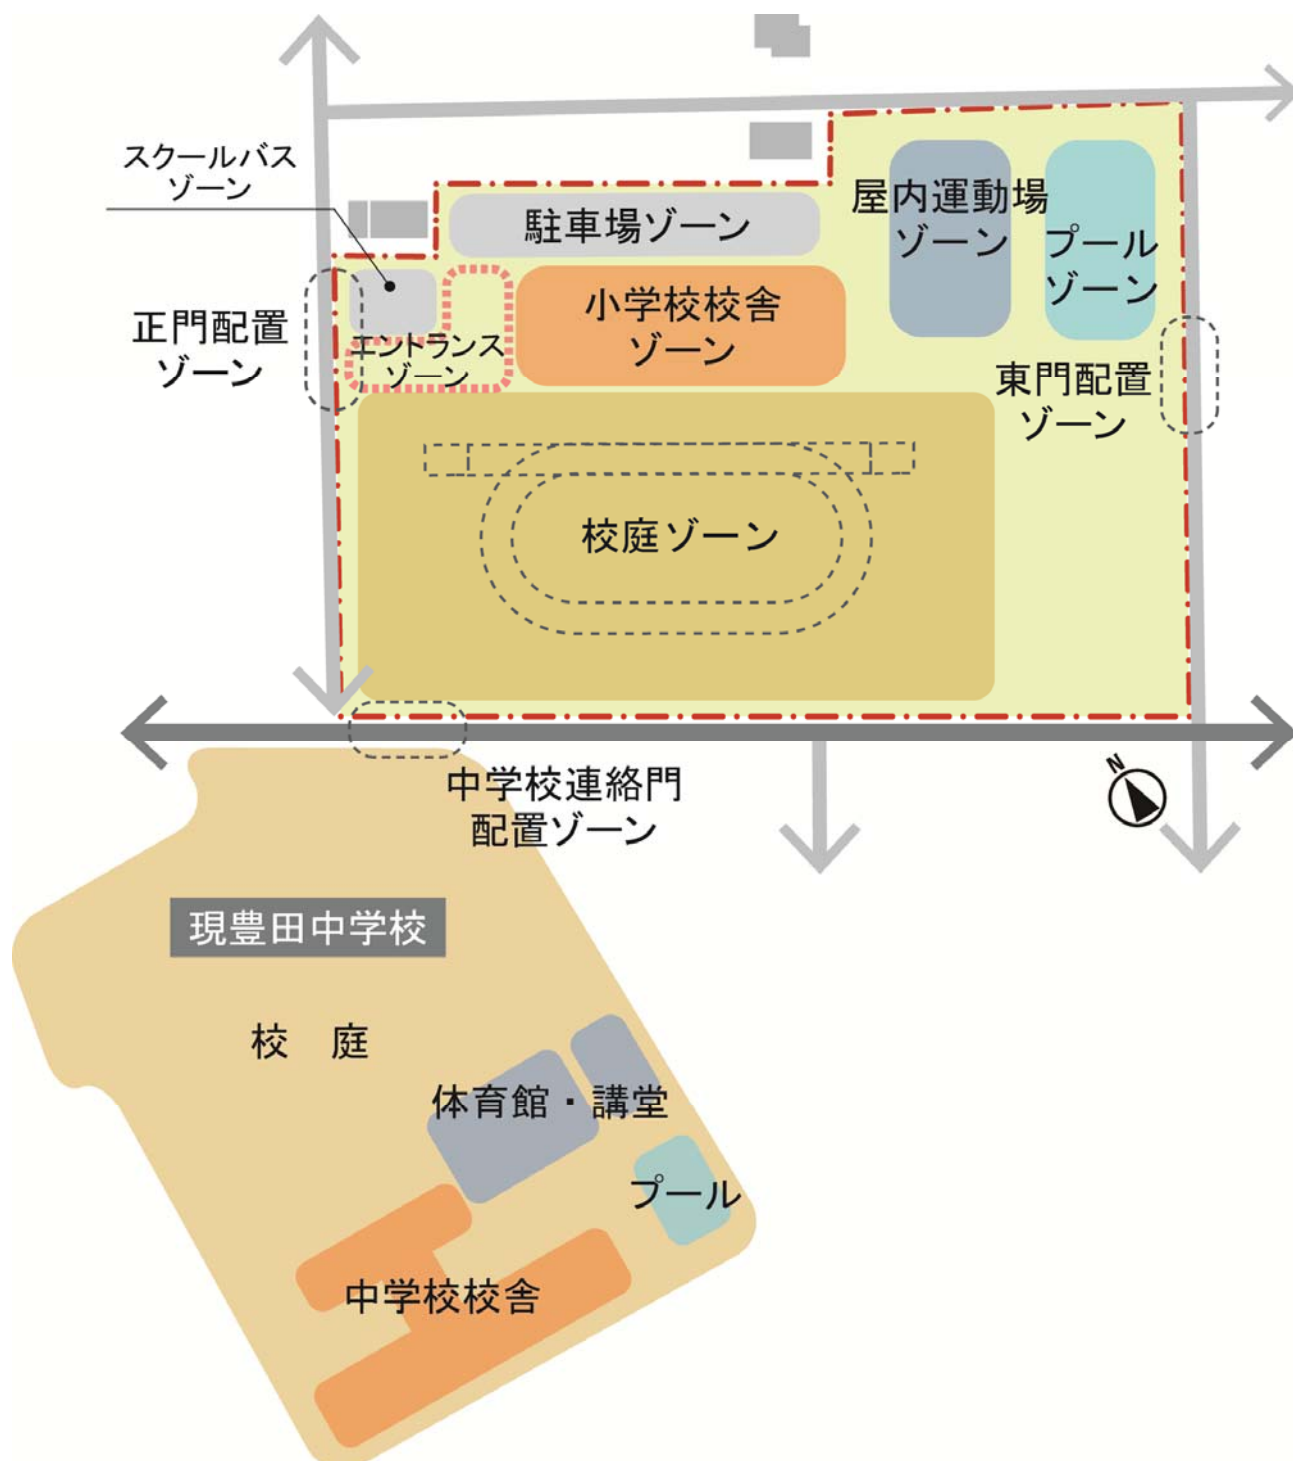 スクールバス
ゾーン
駐車場ゾーン
屋内運動場
ゾーン
プール
ゾーン
正門配置
ゾーン
エントランス
ゾーン
小学校校舎
ゾーン
東門配置
ゾーン
校庭ゾーン
中学校連絡門
配置ゾーン
N
現豊田中学校
校　庭
体育館・講堂
プール
中学校校舎